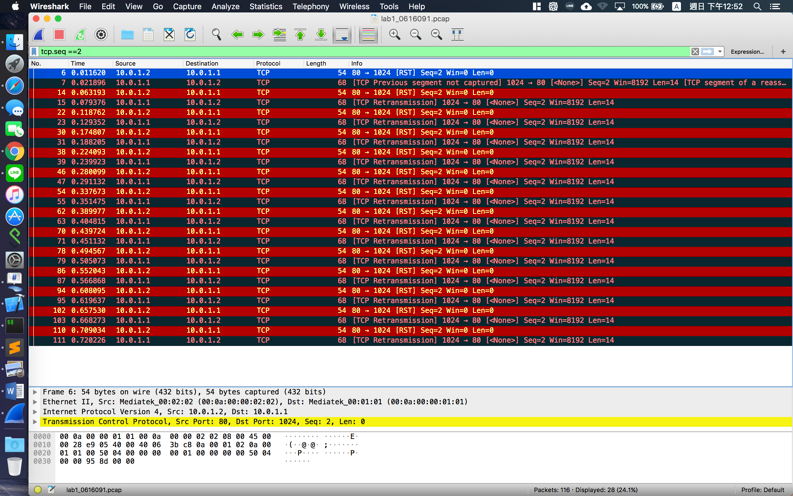 Wireshark File Edit View Go Capture Analyze Statistics Telephony Wireless Tools Help 100% A 週日 下午12:52
lab1_0616091.pcap
tcp.seq ==2 Expression... +
No. Time Source Destination Protocol Length Info
6 0.011620 10.0.1.2 10.0.1.1 TCP 54 80 → 1024 [RST] Seq=2 Win=0 Len=0
7 0.021896 10.0.1.1 10.0.1.2 TCP 68 [TCP Previous segment not captured] 1024 → 80 [<None>] Seq=2 Win=8192 Len=14 [TCP segment of a reass…
14 0.063193 10.0.1.2 10.0.1.1 TCP 54 80 → 1024 [RST] Seq=2 Win=0 Len=0
15 0.079376 10.0.1.1 10.0.1.2 TCP 68 [TCP Retransmission] 1024 → 80 [<None>] Seq=2 Win=8192 Len=14
22 0.118762 10.0.1.2 10.0.1.1 TCP 54 80 → 1024 [RST] Seq=2 Win=0 Len=0
23 0.129352 10.0.1.1 10.0.1.2 TCP 68 [TCP Retransmission] 1024 → 80 [<None>] Seq=2 Win=8192 Len=14
30 0.174807 10.0.1.2 10.0.1.1 TCP 54 80 → 1024 [RST] Seq=2 Win=0 Len=0
31 0.188205 10.0.1.1 10.0.1.2 TCP 68 [TCP Retransmission] 1024 → 80 [<None>] Seq=2 Win=8192 Len=14
38 0.224093 10.0.1.2 10.0.1.1 TCP 54 80 → 1024 [RST] Seq=2 Win=0 Len=0
39 0.239923 10.0.1.1 10.0.1.2 TCP 68 [TCP Retransmission] 1024 → 80 [<None>] Seq=2 Win=8192 Len=14
46 0.280099 10.0.1.2 10.0.1.1 TCP 54 80 → 1024 [RST] Seq=2 Win=0 Len=0
47 0.291132 10.0.1.1 10.0.1.2 TCP 68 [TCP Retransmission] 1024 → 80 [<None>] Seq=2 Win=8192 Len=14
54 0.337673 10.0.1.2 10.0.1.1 TCP 54 80 → 1024 [RST] Seq=2 Win=0 Len=0
55 0.351475 10.0.1.1 10.0.1.2 TCP 68 [TCP Retransmission] 1024 → 80 [<None>] Seq=2 Win=8192 Len=14
62 0.389977 10.0.1.2 10.0.1.1 TCP 54 80 → 1024 [RST] Seq=2 Win=0 Len=0
63 0.404815 10.0.1.1 10.0.1.2 TCP 68 [TCP Retransmission] 1024 → 80 [<None>] Seq=2 Win=8192 Len=14
70 0.439724 10.0.1.2 10.0.1.1 TCP 54 80 → 1024 [RST] Seq=2 Win=0 Len=0
71 0.451132 10.0.1.1 10.0.1.2 TCP 68 [TCP Retransmission] 1024 → 80 [<None>] Seq=2 Win=8192 Len=14
78 0.494567 10.0.1.2 10.0.1.1 TCP 54 80 → 1024 [RST] Seq=2 Win=0 Len=0
79 0.505073 10.0.1.1 10.0.1.2 TCP 68 [TCP Retransmission] 1024 → 80 [<None>] Seq=2 Win=8192 Len=14
86 0.552043 10.0.1.2 10.0.1.1 TCP 54 80 → 1024 [RST] Seq=2 Win=0 Len=0
87 0.566868 10.0.1.1 10.0.1.2 TCP 68 [TCP Retransmission] 1024 → 80 [<None>] Seq=2 Win=8192 Len=14
94 0.608095 10.0.1.2 10.0.1.1 TCP 54 80 → 1024 [RST] Seq=2 Win=0 Len=0
95 0.619637 10.0.1.1 10.0.1.2 TCP 68 [TCP Retransmission] 1024 → 80 [<None>] Seq=2 Win=8192 Len=14
102 0.657530 10.0.1.2 10.0.1.1 TCP 54 80 → 1024 [RST] Seq=2 Win=0 Len=0
103 0.668273 10.0.1.1 10.0.1.2 TCP 68 [TCP Retransmission] 1024 → 80 [<None>] Seq=2 Win=8192 Len=14
110 0.709034 10.0.1.2 10.0.1.1 TCP 54 80 → 1024 [RST] Seq=2 Win=0 Len=0
111 0.720226 10.0.1.1 10.0.1.2 TCP 68 [TCP Retransmission] 1024 → 80 [<None>] Seq=2 Win=8192 Len=14
Frame 6: 54 bytes on wire (432 bits), 54 bytes captured (432 bits)
Ethernet II, Src: Mediatek_00:02:02 (00:0a:00:00:02:02), Dst: Mediatek_00:01:01 (00:0a:00:00:01:01)
Internet Protocol Version 4, Src: 10.0.1.2, Dst: 10.0.1.1
Transmission Control Protocol, Src Port: 80, Dst Port: 1024, Seq: 2, Len: 0
0000 00 0a 00 00 01 01 00 0a 00 00 02 02 08 00 45 00 ········ ······E·
0010 00 28 e9 05 40 00 40 06 3b c8 0a 00 01 02 0a 00 ·(··@·@· ;·······
0020 01 01 00 50 04 00 00 00 00 01 00 00 00 00 50 04 ···P···· ······P·
0030 00 00 95 8d 00 00 ······
lab1_0616091.pcap Packets: 116 · Displayed: 28 (24.1%) Profile: Default